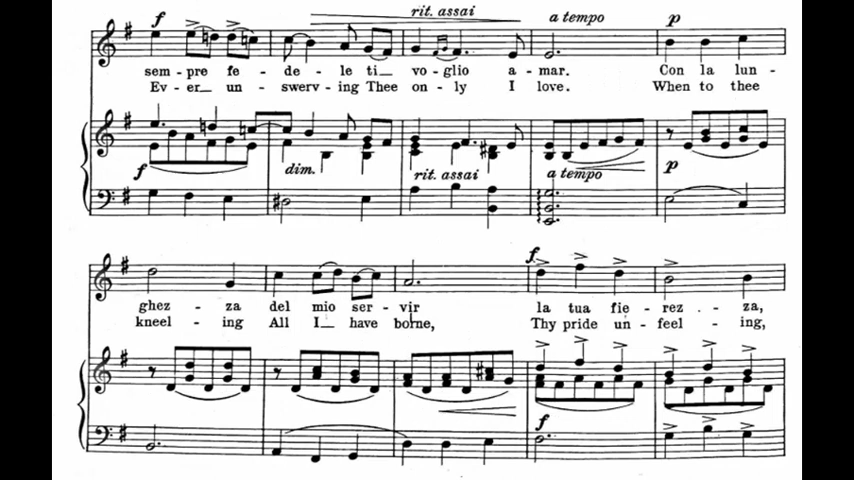 f rit. assai a tempo p
sem - pre fe - de - le ti voglio a - mar. Con la lun -
Ev - er un - swerv - ing Thee on - ly I love. When to thee
f dim. rit. assai a tempo p
f
ghez - za del mio ser - vir la tua fie - rez - za,
kneel - ing All I have borne, Thy pride un - feel - ing,
f